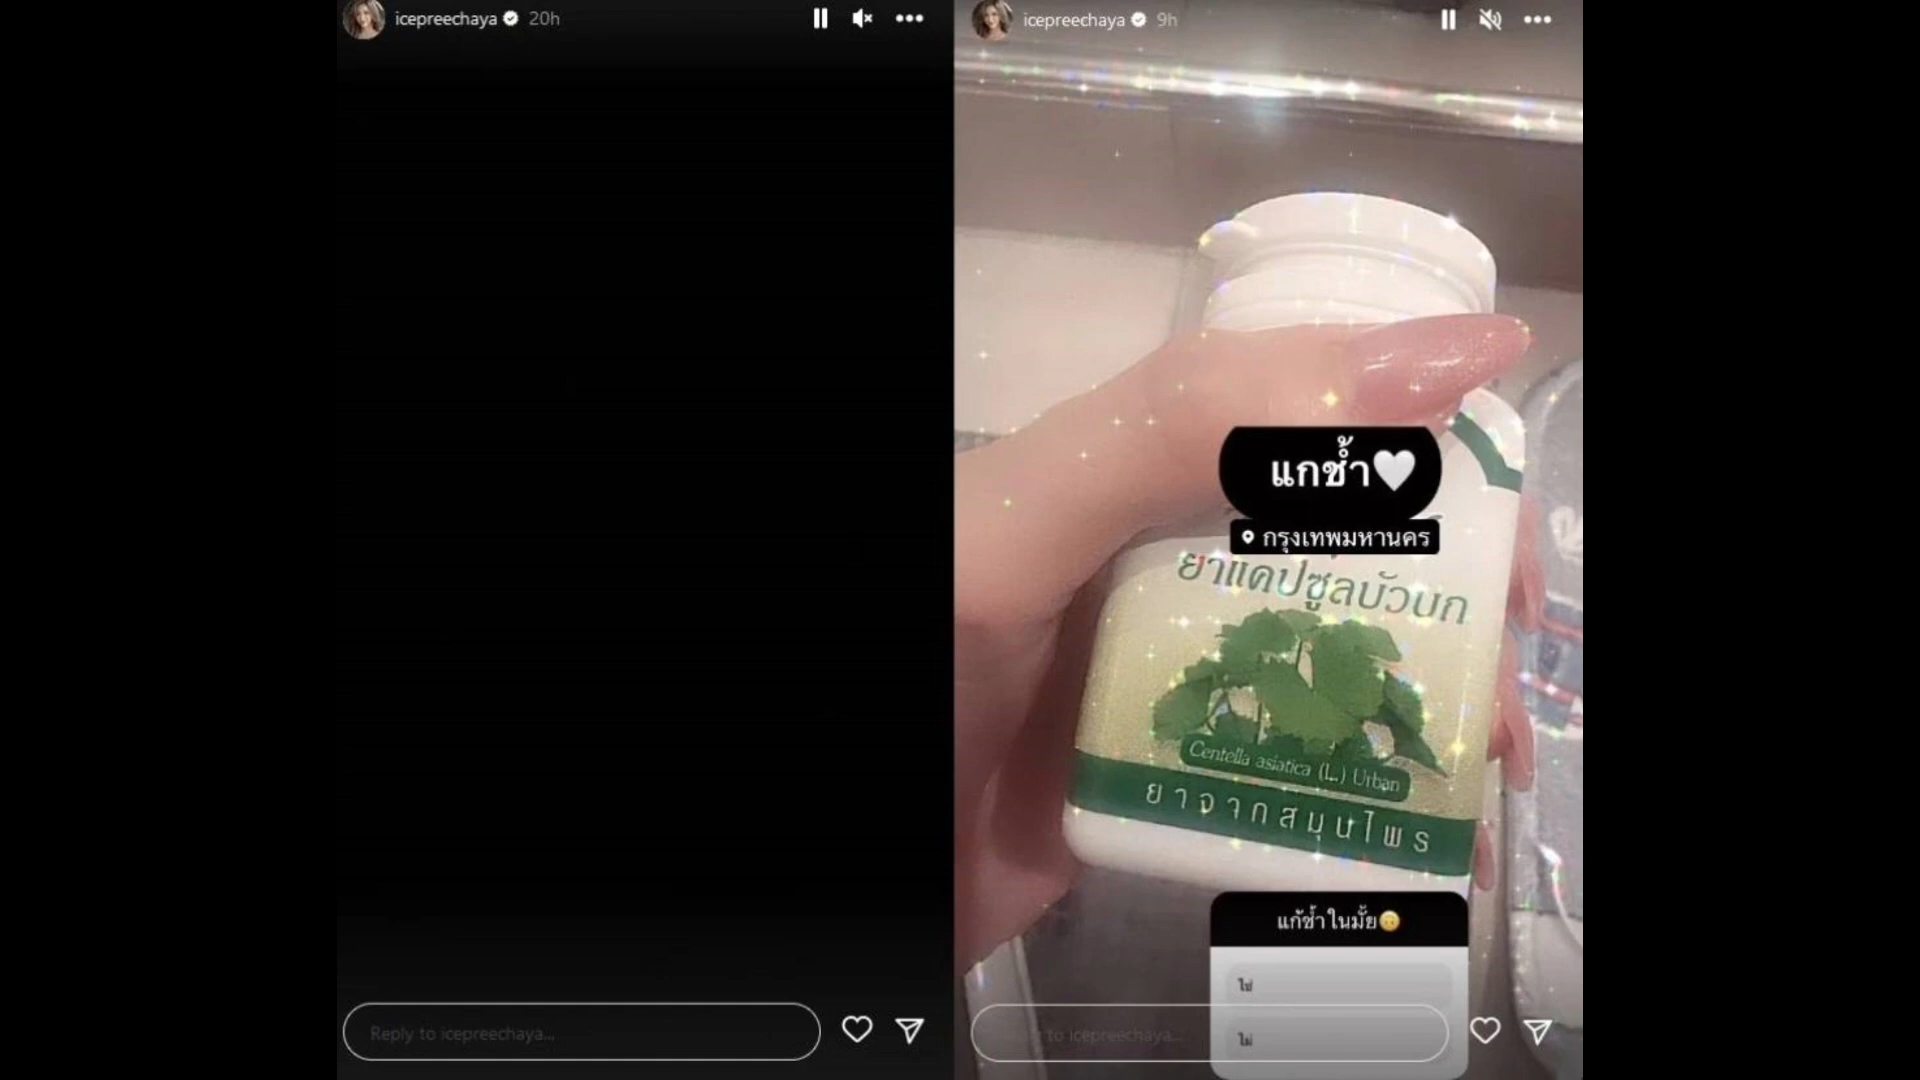 icepreechaya 20h
Reply to icepreechaya...
icepreechaya 9h
แกช้ำ🤍
กรุงเทพมหานคร
ยาแคปซูลบัวบก
Centella asiatica (L.) Urban
ยาจากสมุนไพร
แก้ช้ำในมั้ย🙃
ใช่
ไม่
to icepreechaya...